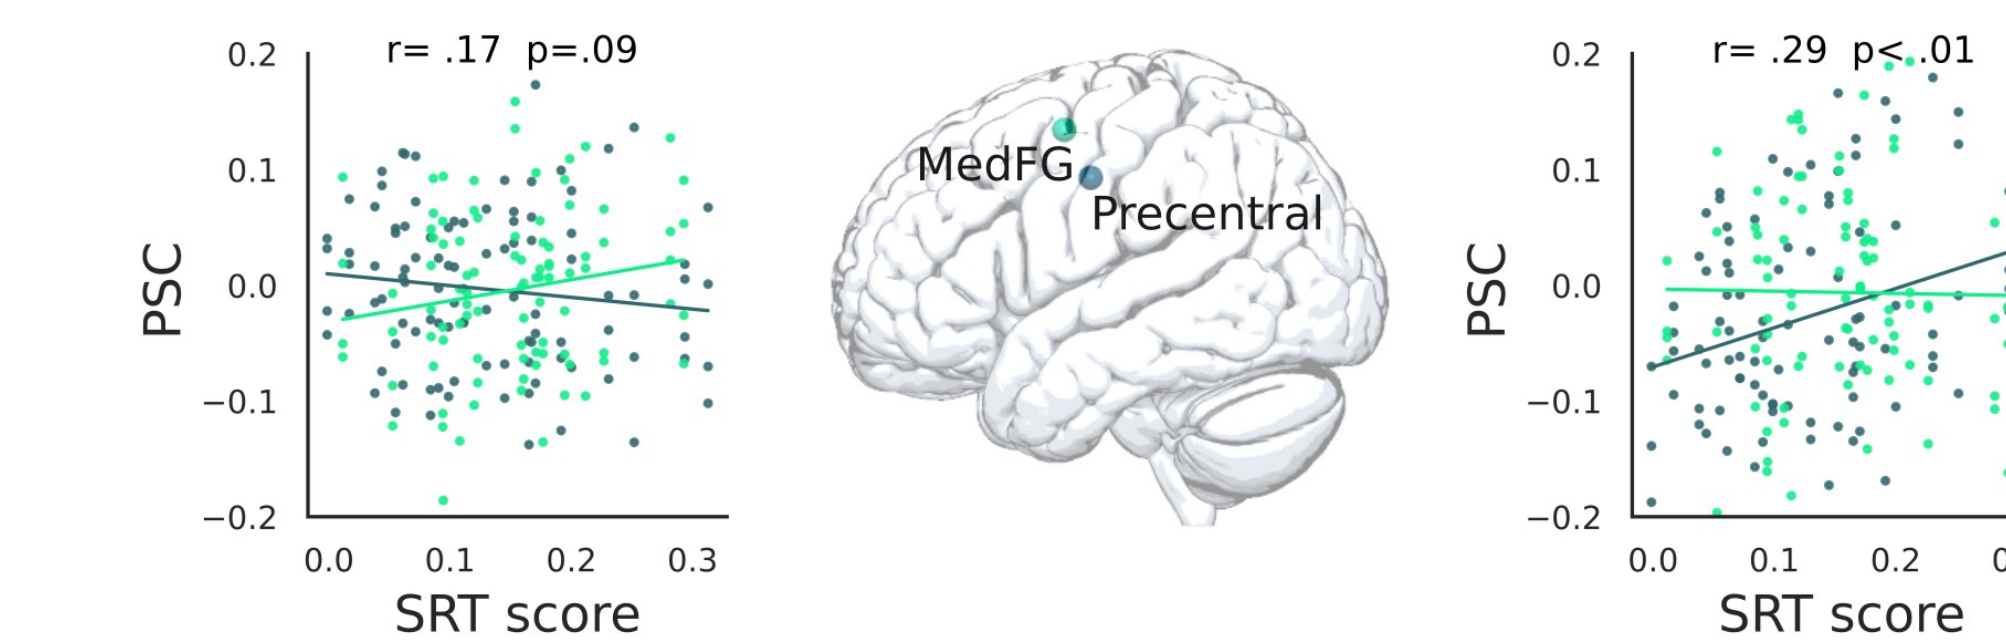 r= .17 p=.09
0.2
0.1
0.0
−0.1
−0.2
PSC
0.0 0.1 0.2 0.3
SRT score
MedFG
Precentral
r= .29 p< .01
0.2
0.1
0.0
−0.1
−0.2
PSC
0.0 0.1 0.2
SRT score